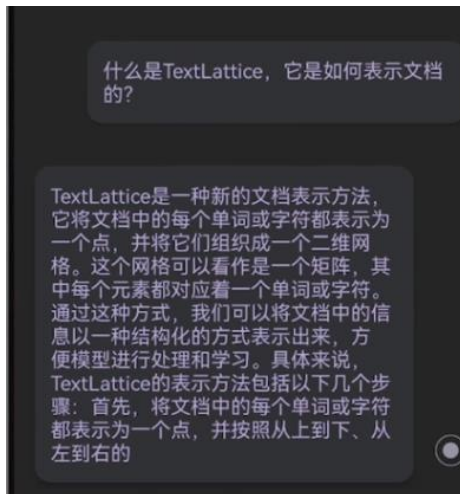 什么是TextLattice，它是如何表示文档
的？
TextLattice是一种新的文档表示方法，
它将文档中的每个单词或字符都表示为
一个点，并将它们组织成一个二维网
格。这个网格可以看作是一个矩阵，其
中每个元素都对应着一个单词或字符。
通过这种方式，我们可以将文档中的信
息以一种结构化的方式表示出来，方
便模型进行处理和学习。具体来说，
TextLattice的表示方法包括以下几个步
骤：首先，将文档中的每个单词或字符
都表示为一个点，并按照从上到下、从
左到右的